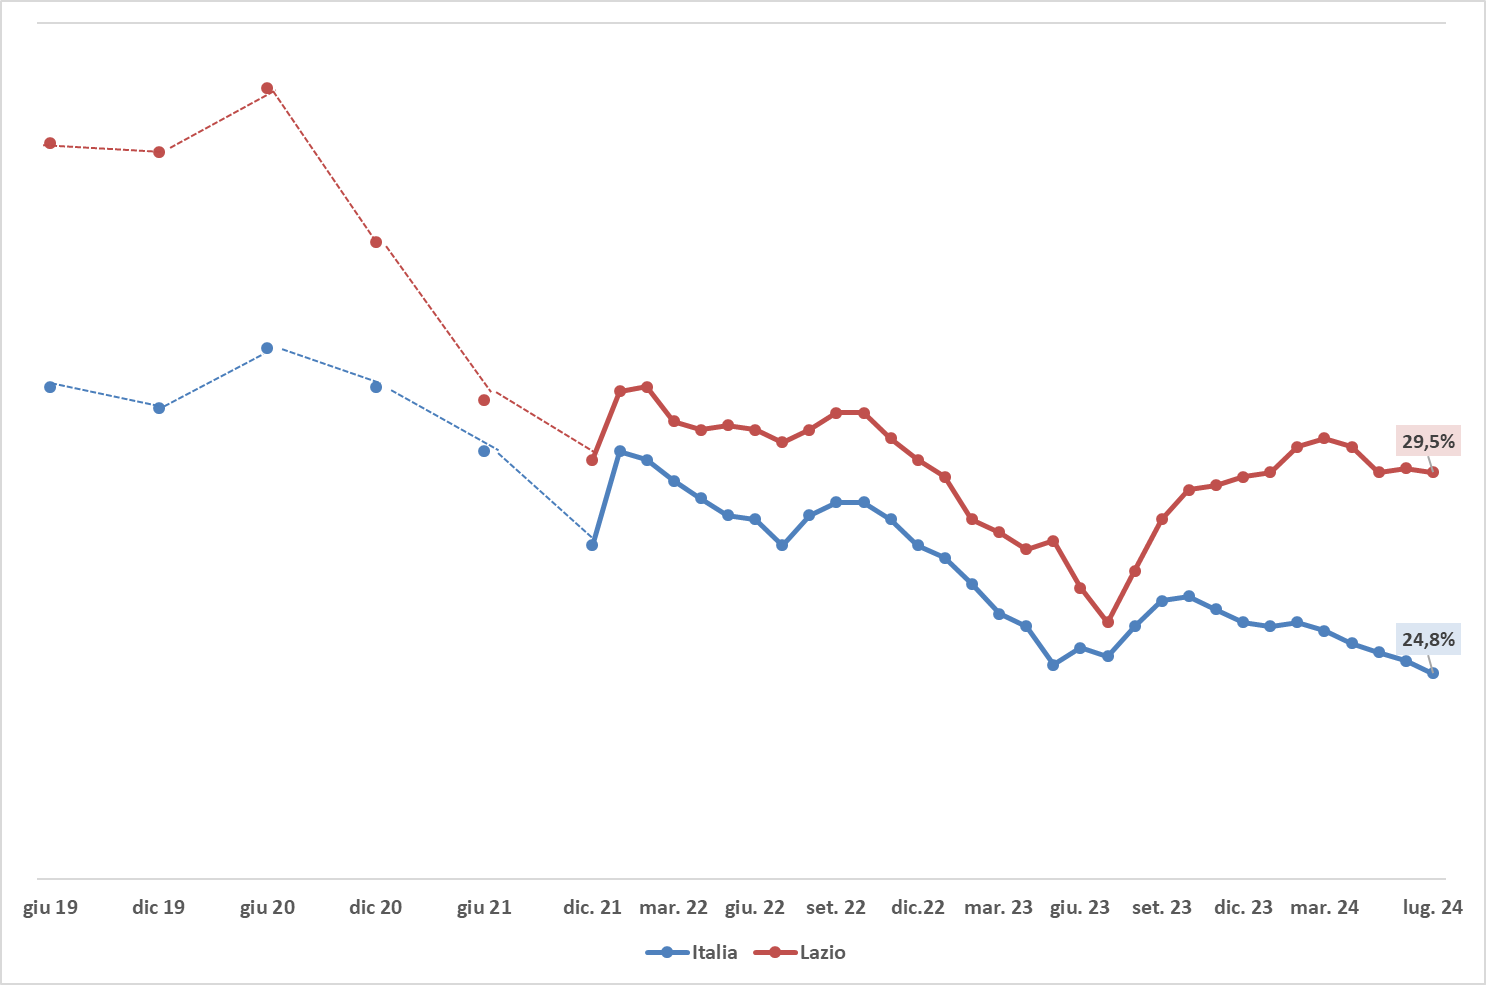 29,5%
24,8%
giu 19 dic 19 giu 20 dic 20 giu 21 dic. 21 mar. 22 giu. 22 set. 22 dic.22 mar. 23 giu. 23 set. 23 dic. 23 mar. 24 lug. 24
Italia Lazio